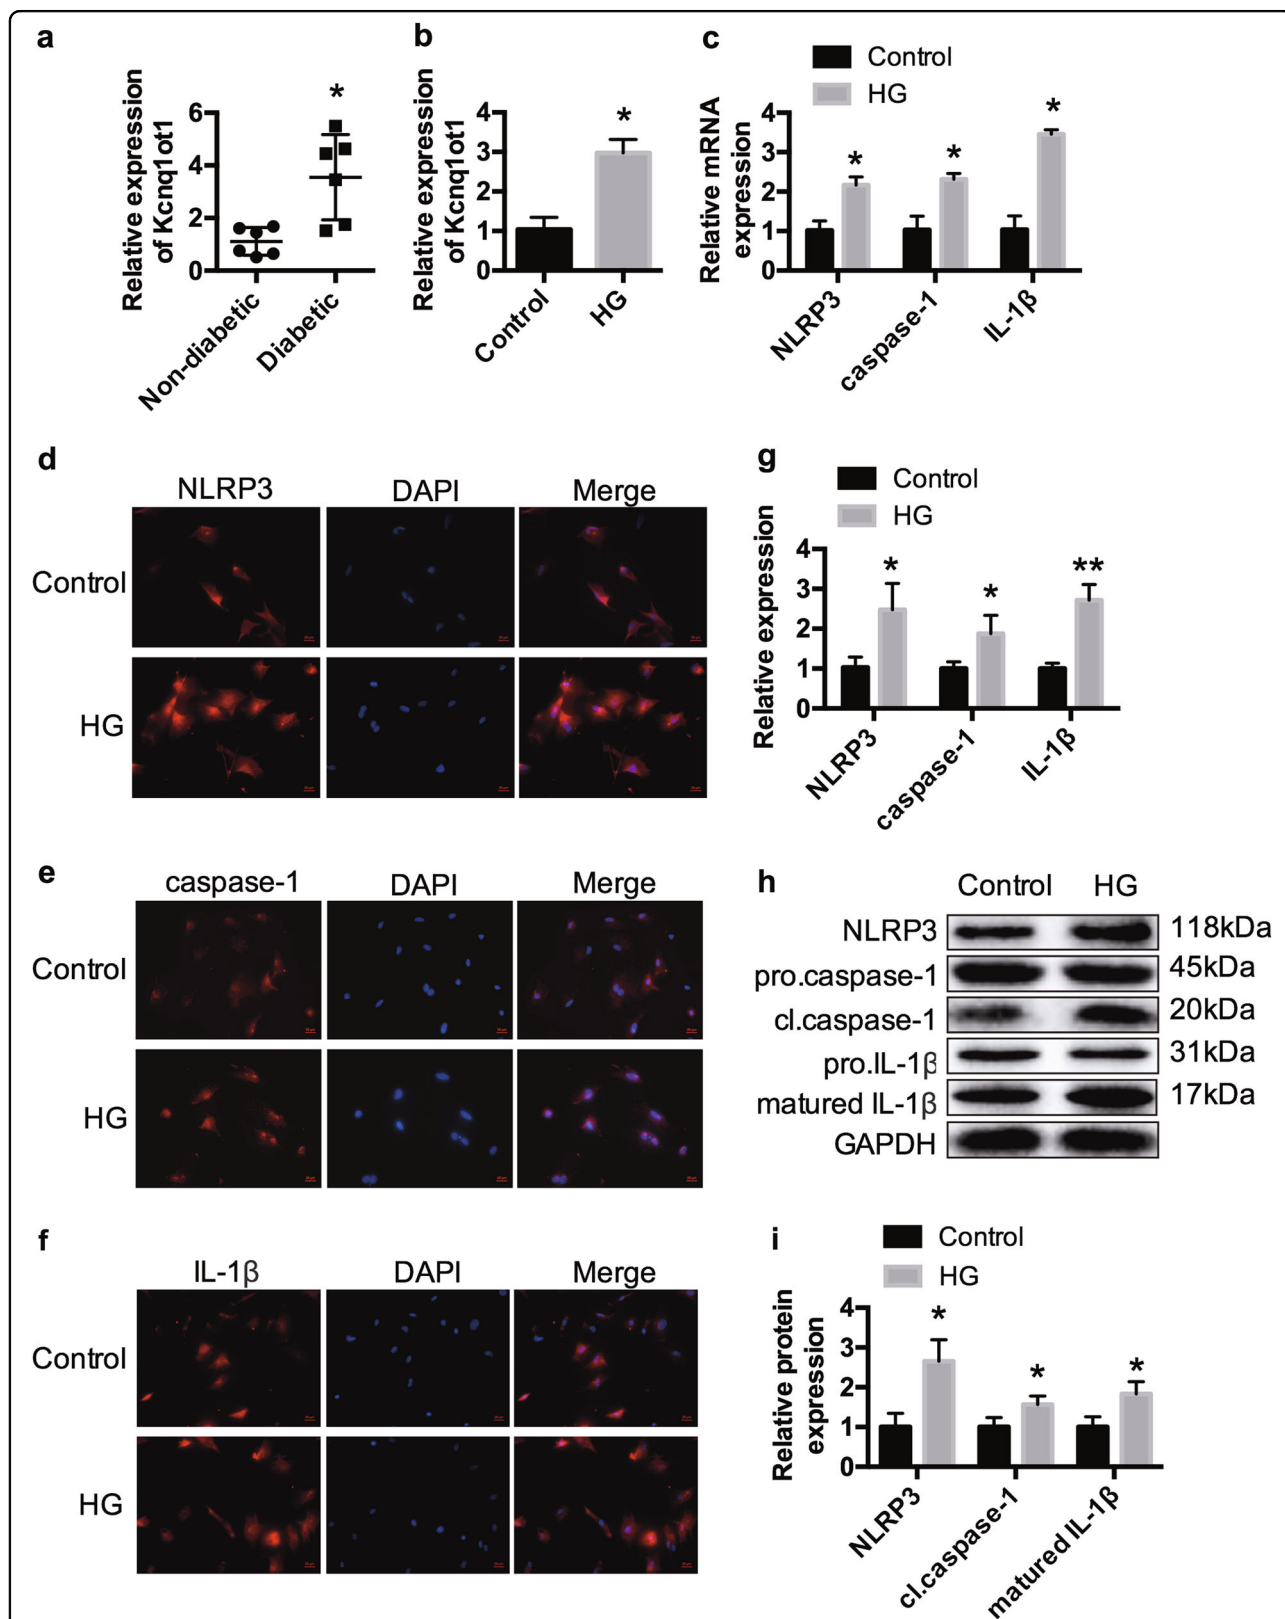 a
Relative expression
of Kcnq1ot1
6
4
2
0
*
Non-diabetic
Diabetic
b
Relative expression
of Kcnq1ot1
4
3
2
1
0
*
Control
HG
c
Control
HG
Relative mRNA
expression
4
3
2
1
0
*
*
*
NLRP3
caspase-1
IL-1β
d
NLRP3
DAPI
Merge
Control
HG
g
Control
HG
Relative expression
4
3
2
1
0
*
*
**
NLRP3
caspase-1
IL-1β
e
caspase-1
DAPI
Merge
Control
HG
h
Control
HG
NLRP3
118kDa
pro.caspase-1
45kDa
cl.caspase-1
20kDa
pro.IL-1β
31kDa
matured IL-1β
17kDa
GAPDH
f
IL-1β
DAPI
Merge
Control
HG
i
Control
HG
Relative protein
expression
4
3
2
1
0
*
*
*
NLRP3
cl.caspase-1
matured IL-1β